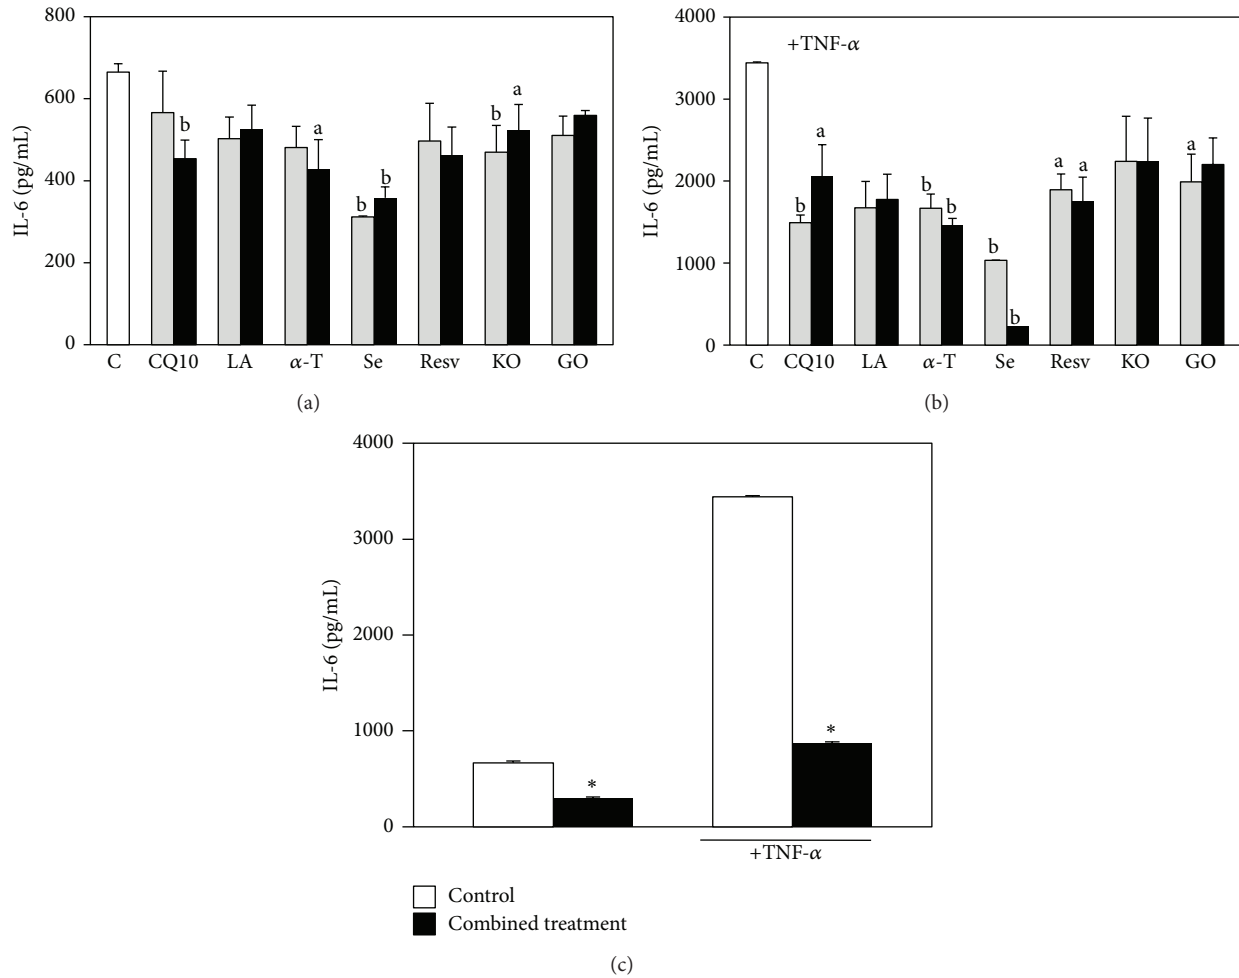 800
600
400
200
0
IL-6 (pg/mL)
b
a
b
b
b
a
C CQ10 LA α-T Se Resv KO GO
(a)
4000
3000
2000
1000
0
IL-6 (pg/mL)
+TNF-α
b
a
b
b
b
b
a
a
a
C CQ10 LA α-T Se Resv KO GO
(b)
4000
3000
2000
1000
0
IL-6 (pg/mL)
*
*
+TNF-α
Control
Combined treatment
(c)